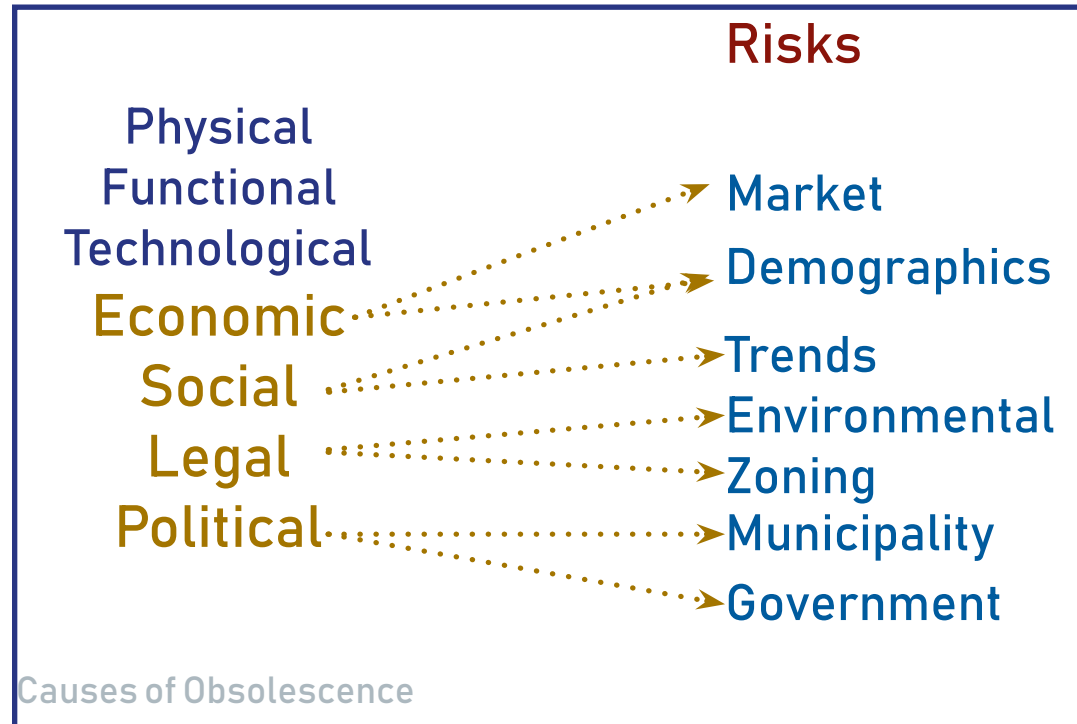 Risks
Physical
Functional
Technological
Economic
Social
Legal
Political
Market
Demographics
Trends
Environmental
Zoning
Municipality
Government
Causes of Obsolescence